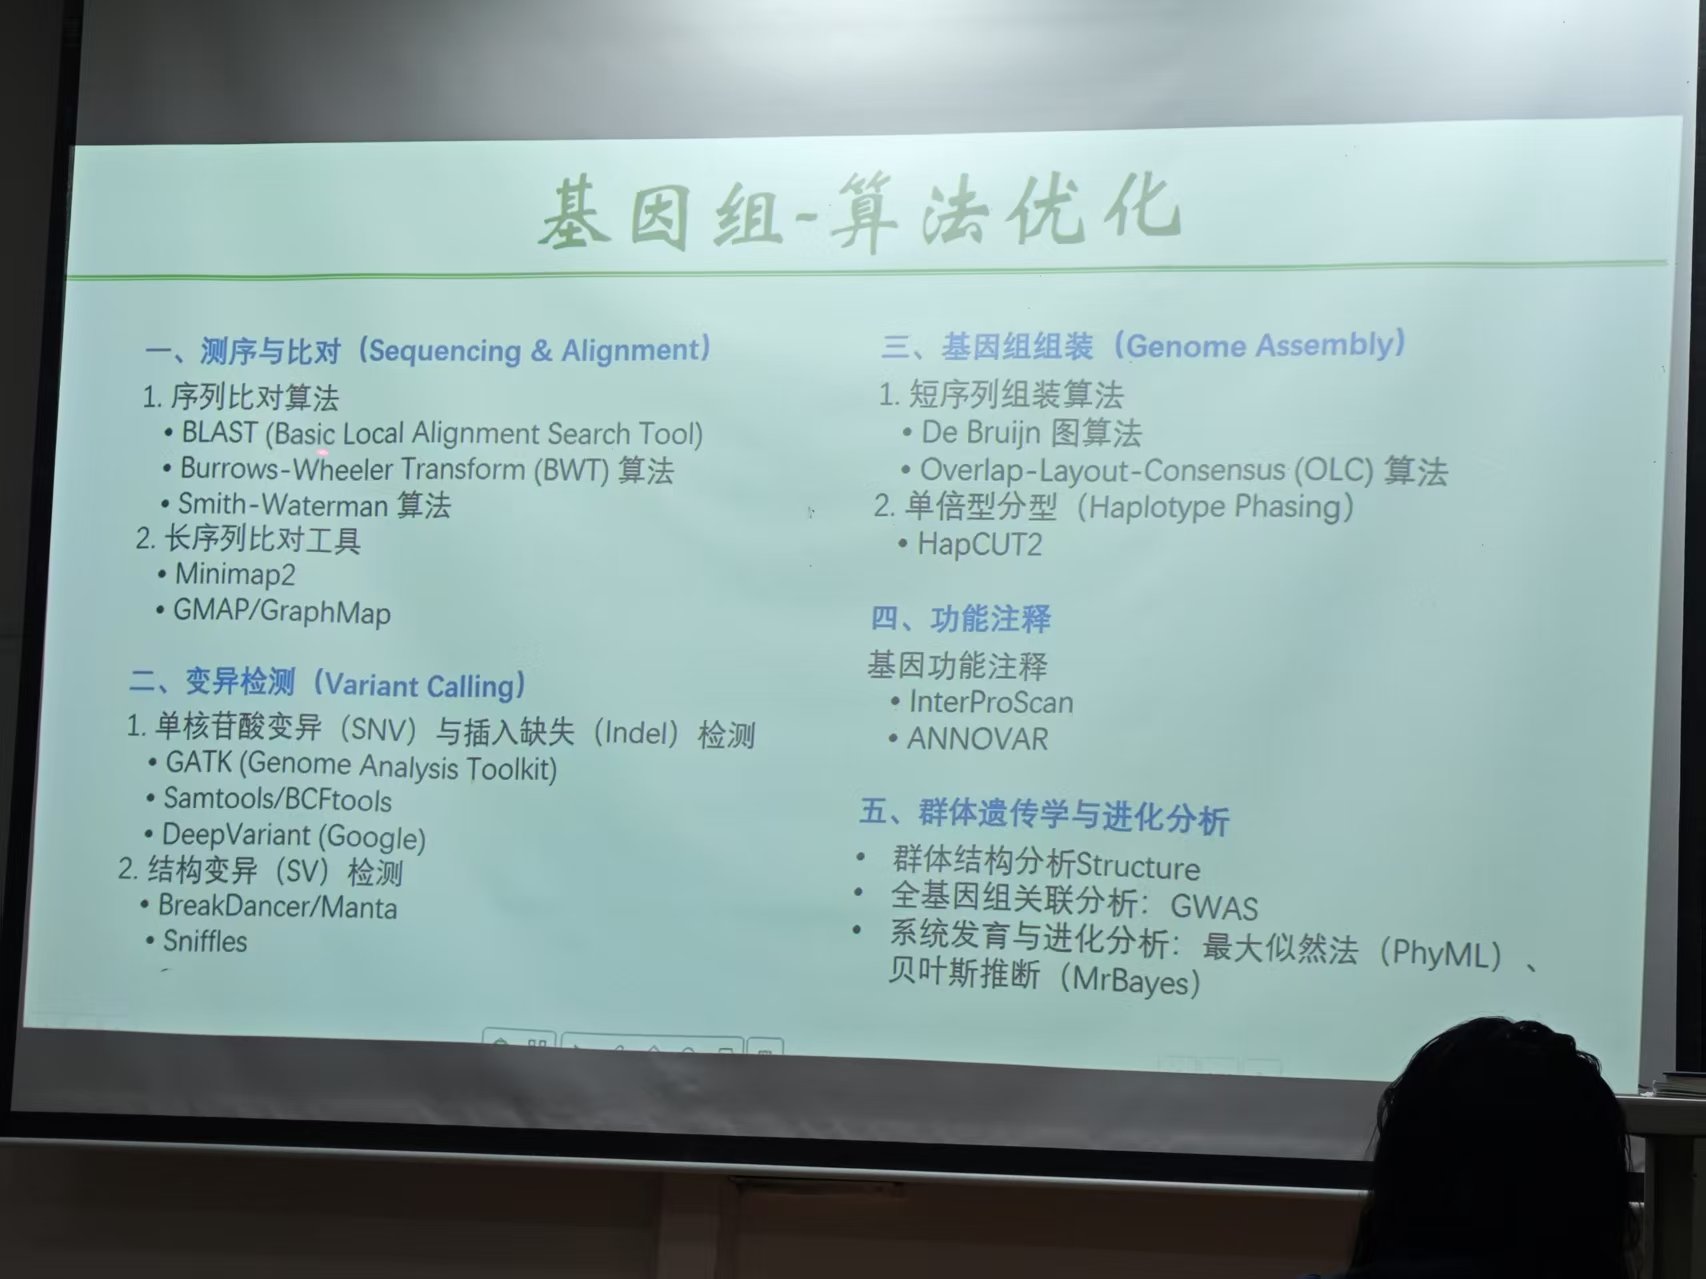 基因组-算法优化
一、测序与比对（Sequencing & Alignment）
1. 序列比对算法
• BLAST (Basic Local Alignment Search Tool)
• Burrows-Wheeler Transform (BWT) 算法
• Smith-Waterman 算法
2. 长序列比对工具
• Minimap2
• GMAP/GraphMap
二、变异检测（Variant Calling）
1. 单核苷酸变异（SNV）与插入缺失（Indel）检测
• GATK (Genome Analysis Toolkit)
• Samtools/BCFtools
• DeepVariant (Google)
2. 结构变异（SV）检测
• BreakDancer/Manta
• Sniffles
三、基因组组装（Genome Assembly）
1. 短序列组装算法
• De Bruijn 图算法
• Overlap-Layout-Consensus (OLC) 算法
2. 单倍型分型（Haplotype Phasing）
• HapCUT2
四、功能注释
基因功能注释
• InterProScan
• ANNOVAR
五、群体遗传学与进化分析
• 群体结构分析Structure
• 全基因组关联分析：GWAS
• 系统发育与进化分析：最大似然法（PhyML）、
贝叶斯推断（MrBayes）